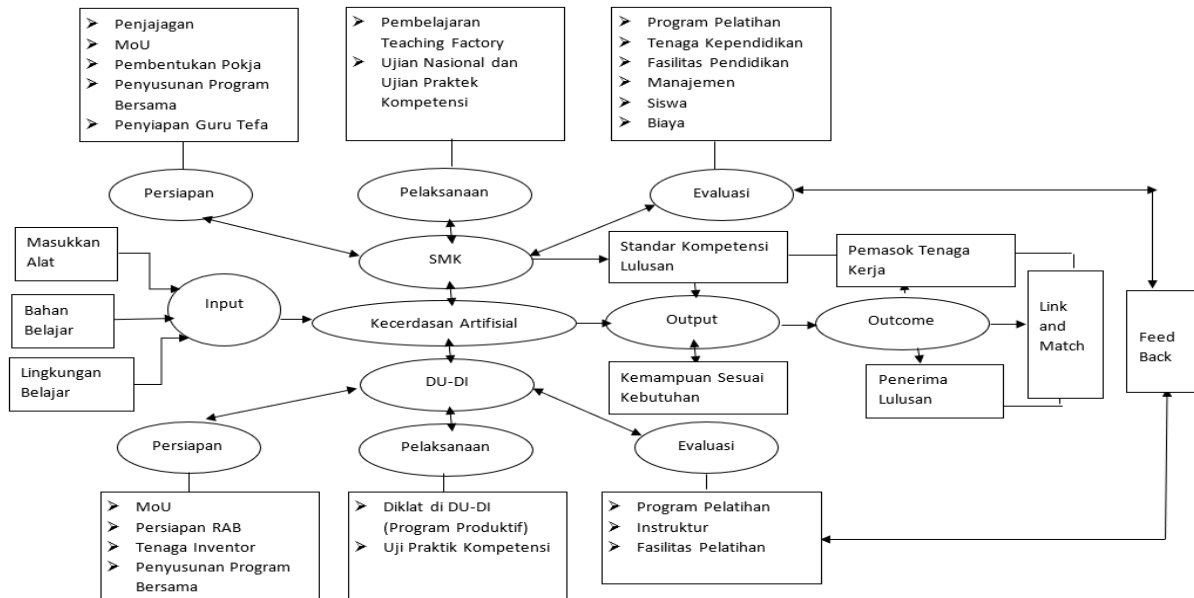 ➢ Penjajagan
➢ MoU
➢ Pembentukan Pokja
➢ Penyusunan Program
Bersama
➢ Penyiapan Guru Tefa
➢ Pembelajaran
Teaching Factory
➢ Ujian Nasional dan
Ujian Praktek
Kompetensi
➢ Program Pelatihan
➢ Tenaga Kependidikan
➢ Fasilitas Pendidikan
➢ Manajemen
➢ Siswa
➢ Biaya
Persiapan
Pelaksanaan
Evaluasi
Masukkan
Alat
Bahan
Belajar
Lingkungan
Belajar
Input
SMK
Kecerdasan Artifisial
DU-DI
Standar Kompetensi
Lulusan
Output
Kemampuan Sesuai
Kebutuhan
Pemasok Tenaga
Kerja
Outcome
Penerima
Lulusan
Link
and
Match
Feed
Back
Persiapan
Pelaksanaan
Evaluasi
➢ MoU
➢ Persiapan RAB
➢ Tenaga Inventor
➢ Penyusunan Program
Bersama
➢ Diklat di DU-DI
(Program Produktif)
➢ Uji Praktik Kompetensi
➢ Program Pelatihan
➢ Instruktur
➢ Fasilitas Pelatihan